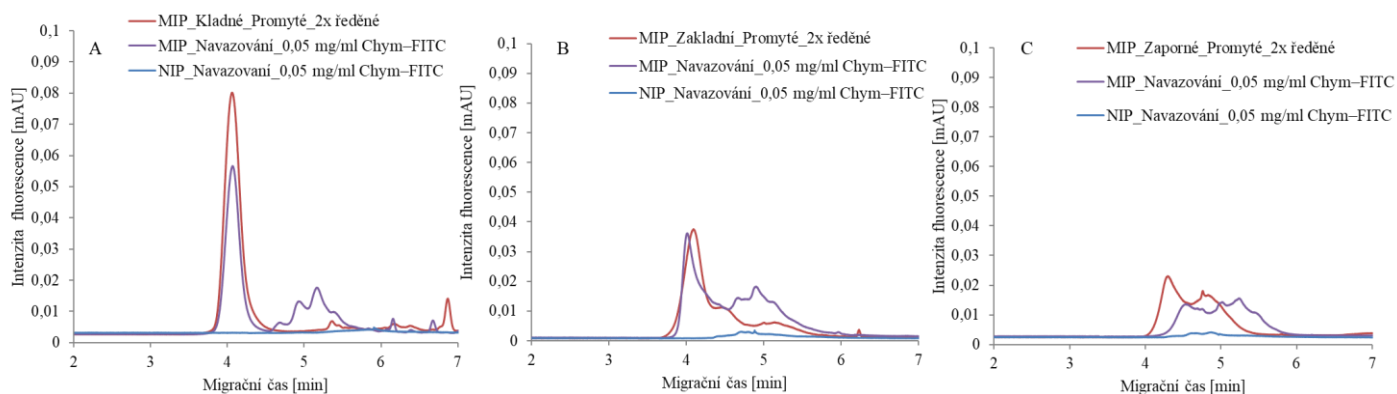 A
MIP_Kladné_Promyté_2x ředěné
MIP_Navazování_0,05 mg/ml Chym–FITC
NIP_Navazovaní_0,05 mg/ml Chym–FITC
Intenzita fluorescence [mAU]
0,1
0,09
0,08
0,07
0,06
0,05
0,04
0,03
0,02
0,01
0
2 3 4 5 6 7
Migrační čas [min]
B
MIP_Zakladní_Promyté_2x ředěné
MIP_Navazování_0,05 mg/ml Chym–FITC
NIP_Navazování_0,05 mg/ml Chym–FITC
Intenzita fluorescence [mAU]
0,1
0,09
0,08
0,07
0,06
0,05
0,04
0,03
0,02
0,01
0
2 3 4 5 6 7
Migrační čas [min]
C
MIP_Zaporné_Promyté_2x ředěné
MIP_Navazování_0,05 mg/ml Chym–FITC
NIP_Navazování_0,05 mg/ml Chym–FITC
Intenzita fluorescence [mAU]
0,1
0,09
0,08
0,07
0,06
0,05
0,04
0,03
0,02
0,01
0
2 3 4 5 6 7
Migrační čas [min]